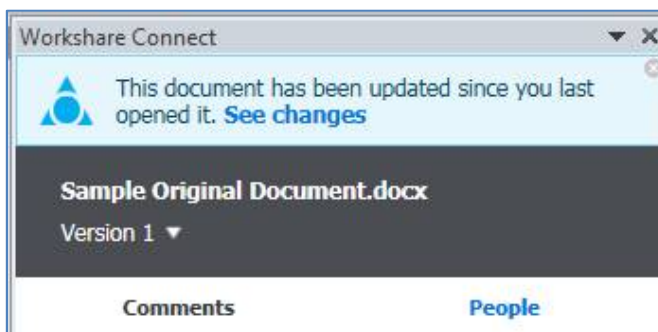 Workshare Connect
This document has been updated since you last
opened it. See changes
Sample Original Document.docx
Version 1
Comments People